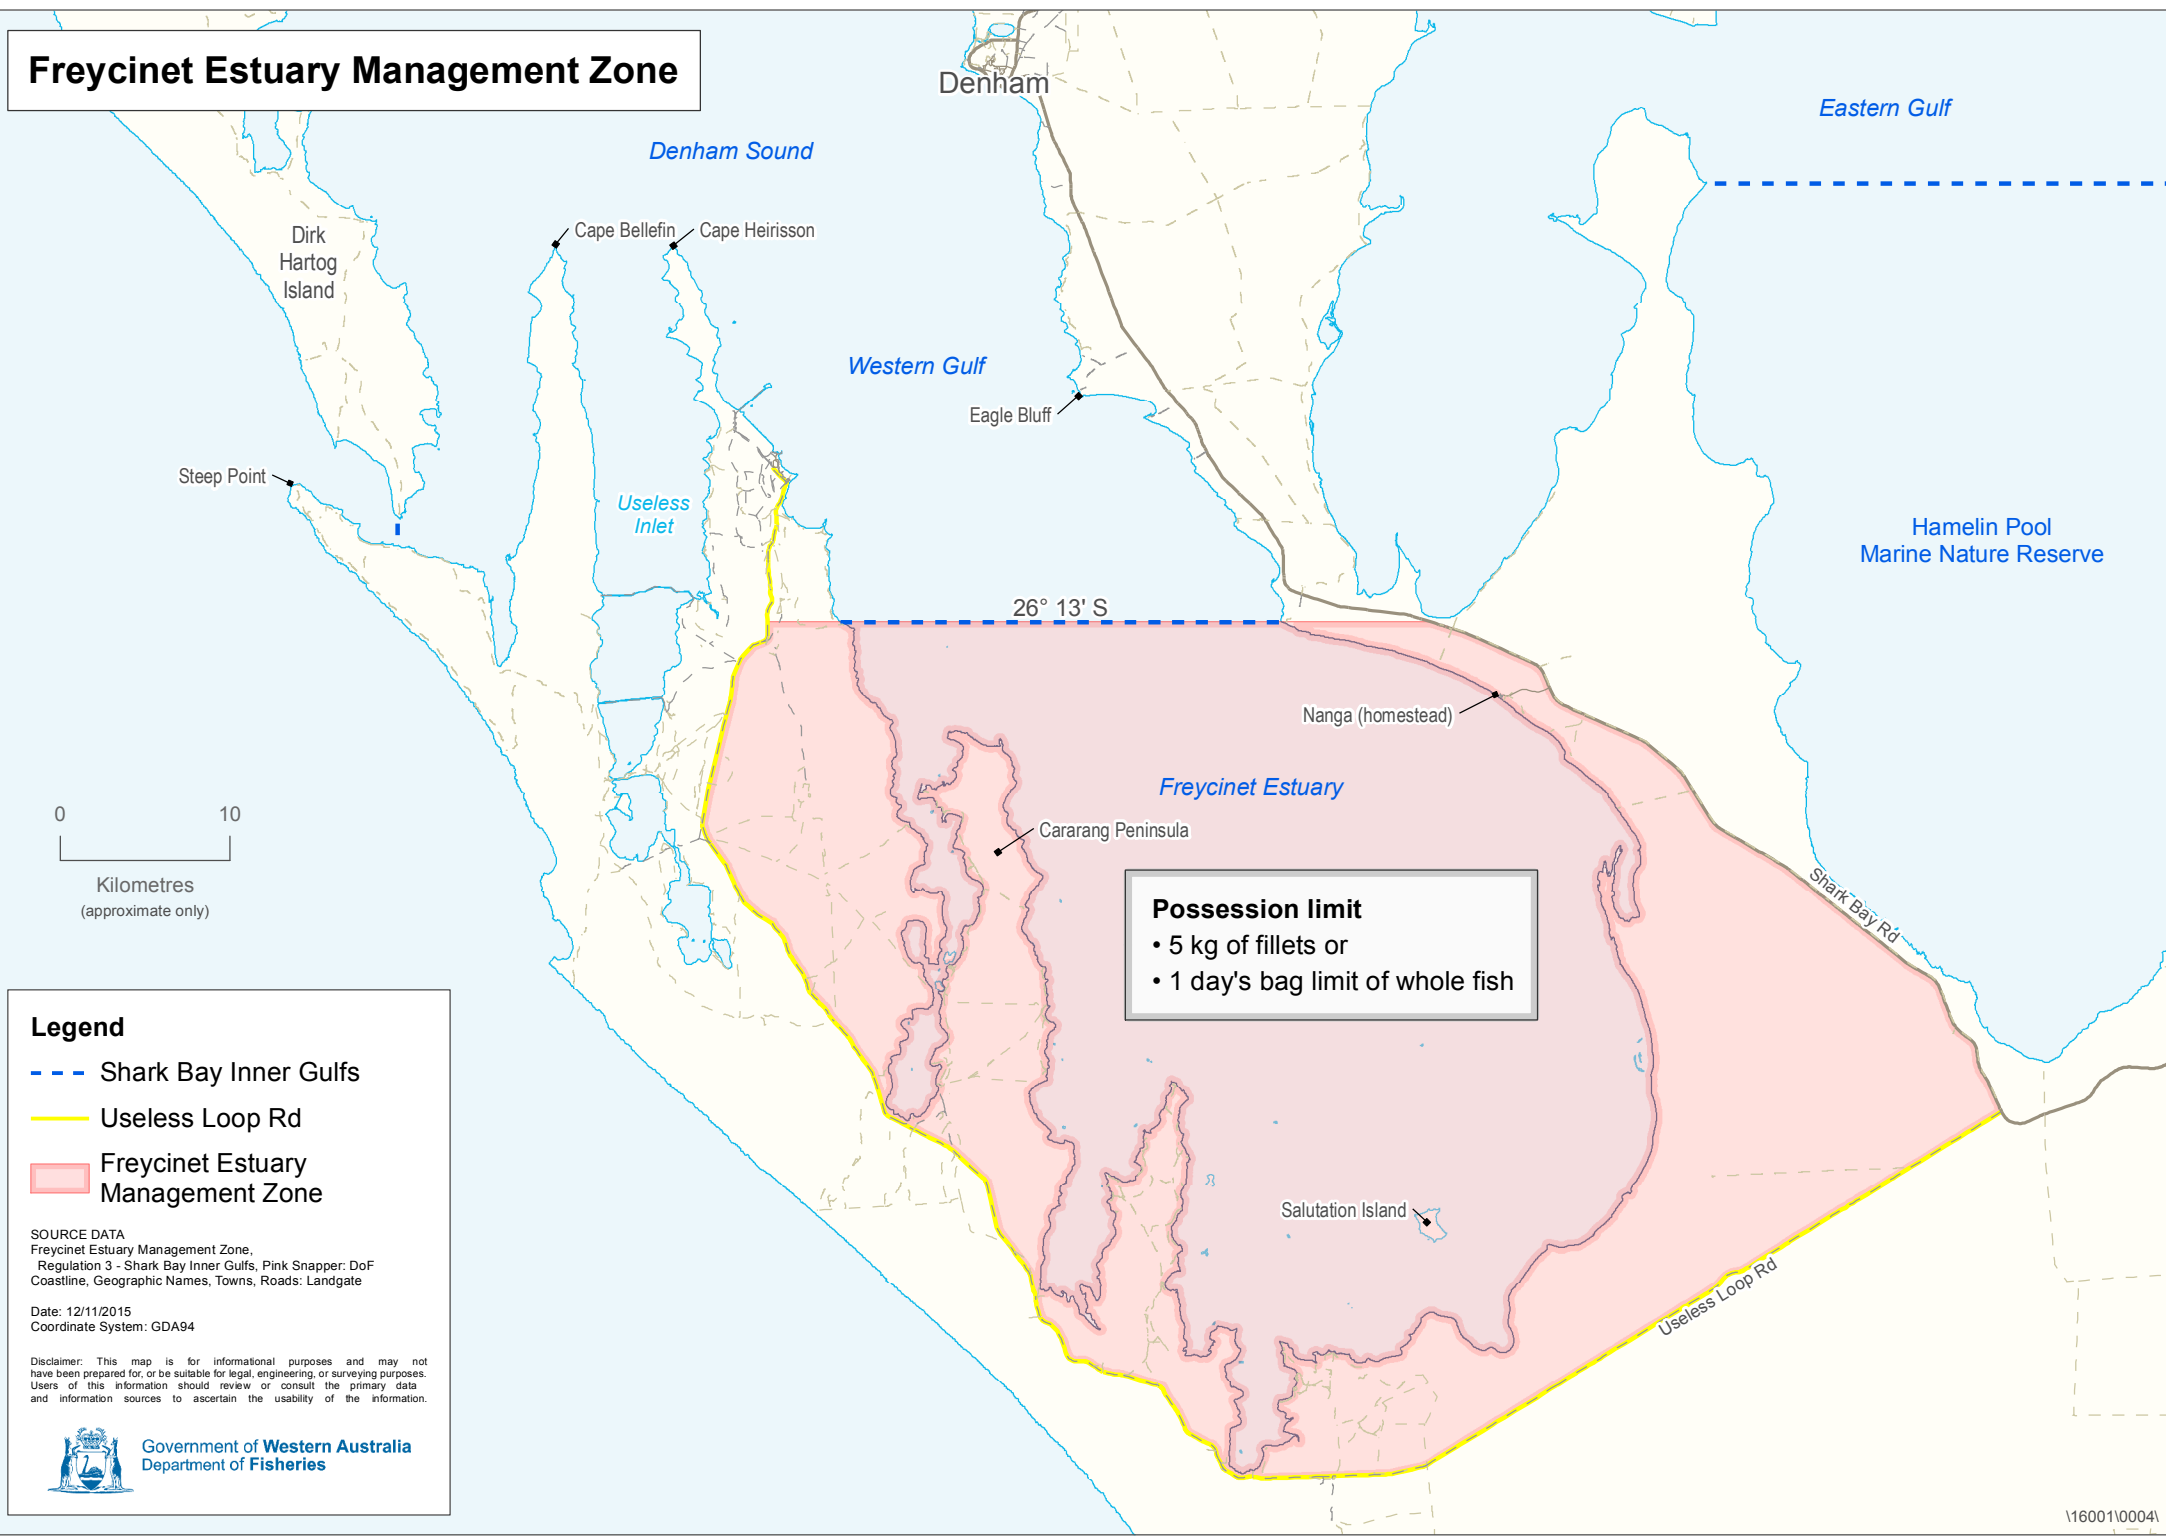 Freycinet Estuary Management Zone
Denham
Eastern Gulf
Denham Sound
Cape Bellefin
Cape Heirisson
Dirk
Hartog
Island
Western Gulf
Eagle Bluff
Steep Point
Useless
Inlet
Hamelin Pool
Marine Nature Reserve
26° 13' S
Nanga (homestead)
Freycinet Estuary
Cararang Peninsula
0 10
Kilometres
(approximate only)
Possession limit
• 5 kg of fillets or
• 1 day's bag limit of whole fish
Shark Bay Rd
Salutation Island
Useless Loop Rd
Legend
Shark Bay Inner Gulfs
Useless Loop Rd
Freycinet Estuary
Management Zone
SOURCE DATA
Freycinet Estuary Management Zone,
Regulation 3 - Shark Bay Inner Gulfs, Pink Snapper: DoF
Coastline, Geographic Names, Towns, Roads: Landgate
Date: 12/11/2015
Coordinate System: GDA94
Disclaimer: This map is for informational purposes and may not
have been prepared for, or be suitable for legal, engineering, or surveying purposes.
Users of this information should review or consult the primary data
and information sources to ascertain the usability of the information.
Government of Western Australia
Department of Fisheries
\16001\0004\